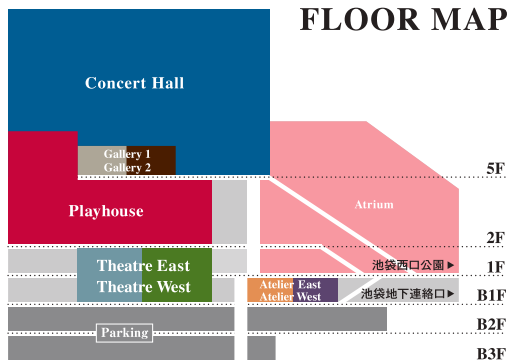 FLOOR MAP
Concert Hall
Gallery 1
Gallery 2
5F
Playhouse
Atrium
2F
Theatre East
Theatre West
池袋西口公園▶
1F
Atelier East
Atelier West
池袋地下連絡口▶
B1F
B2F
Parking
B3F